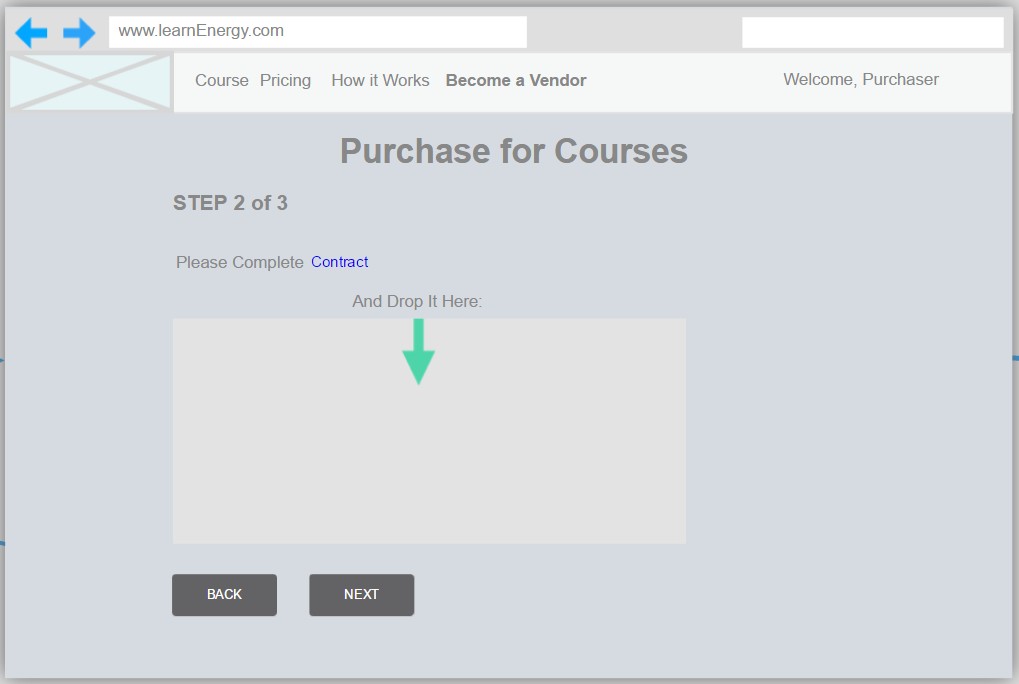 www.learnEnergy.com
Course Pricing How it Works Become a Vendor Welcome, Purchaser
Purchase for Courses
STEP 2 of 3
Please Complete Contract
And Drop It Here:
BACK NEXT